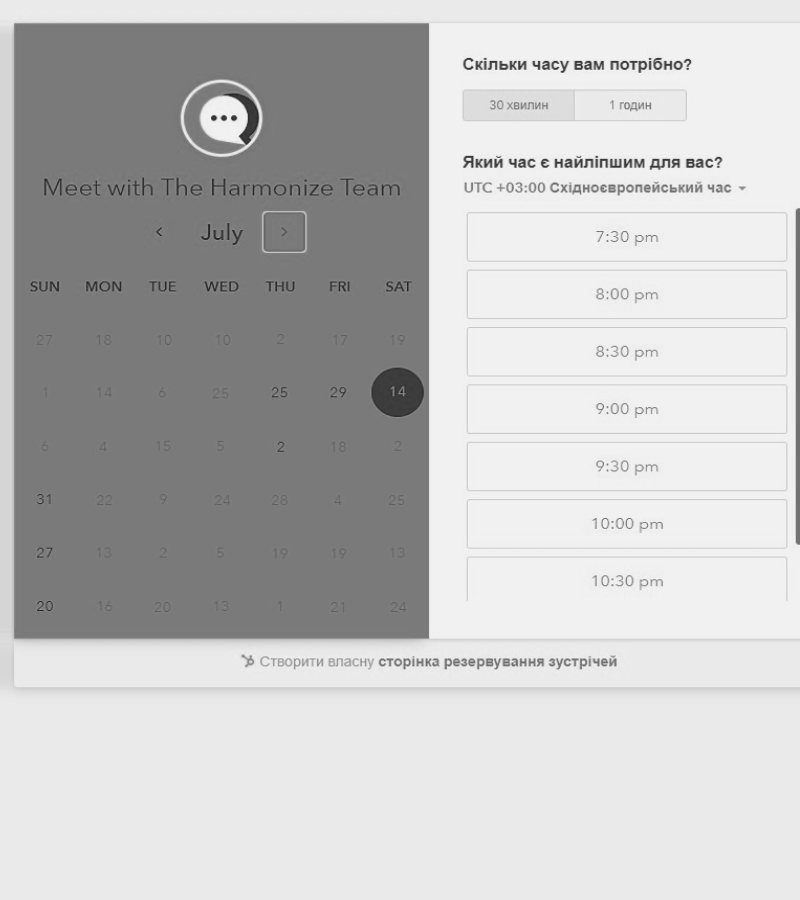 Meet with The Harmonize Team
July
SUN MON TUE WED THU FRI SAT
27 18 10 10 2 17 19
1 14 6 25 25 29 14
6 4 15 5 2 18 2
31 22 9 24 28 4 25
27 13 2 5 19 19 13
20 16 20 13 1 21 24
Скільки часу вам потрібно?
30 хвилин 1 годин
Який час є найліпшим для вас?
UTC +03:00 Східноєвропейський час
7:30 pm
8:00 pm
8:30 pm
9:00 pm
9:30 pm
10:00 pm
10:30 pm
Створити власну сторінка резервування зустрічей